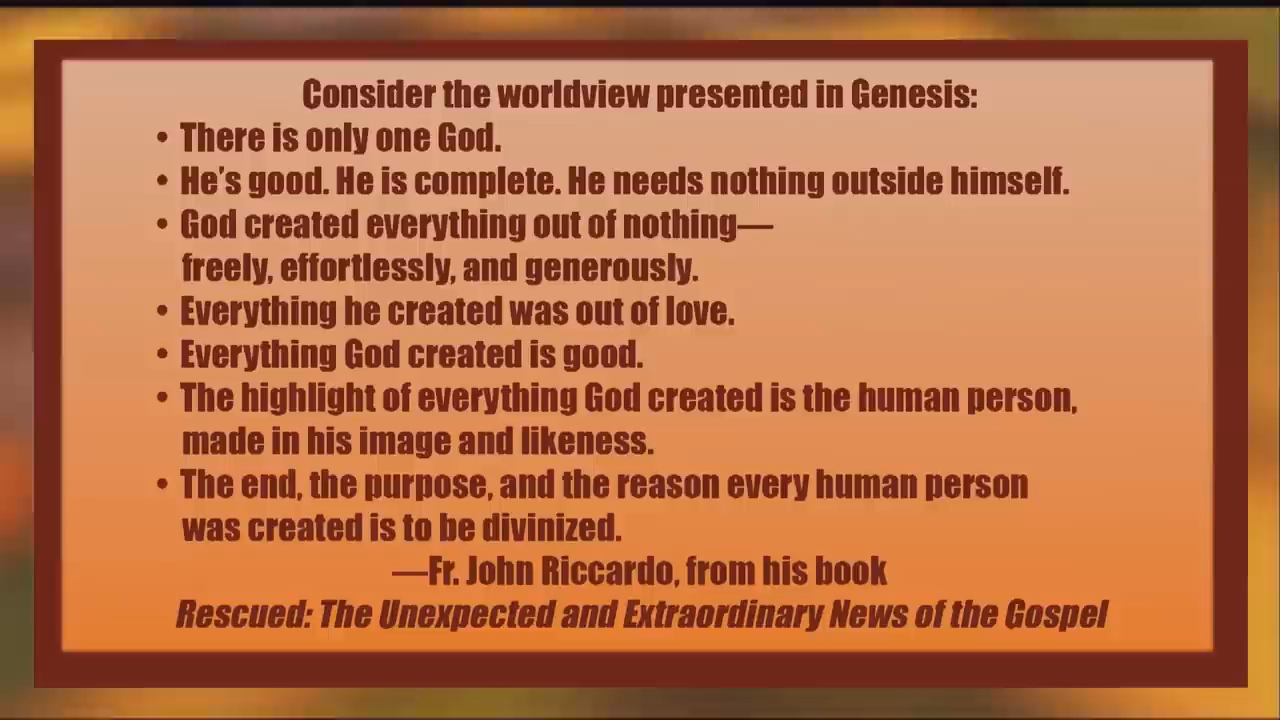 Consider the worldview presented in Genesis:
• There is only one God.
• He’s good. He is complete. He needs nothing outside himself.
• God created everything out of nothing—
freely, effortlessly, and generously.
• Everything he created was out of love.
• Everything God created is good.
• The highlight of everything God created is the human person,
made in his image and likeness.
• The end, the purpose, and the reason every human person
was created is to be divinized.
—Fr. John Riccardo, from his book
Rescued: The Unexpected and Extraordinary News of the Gospel